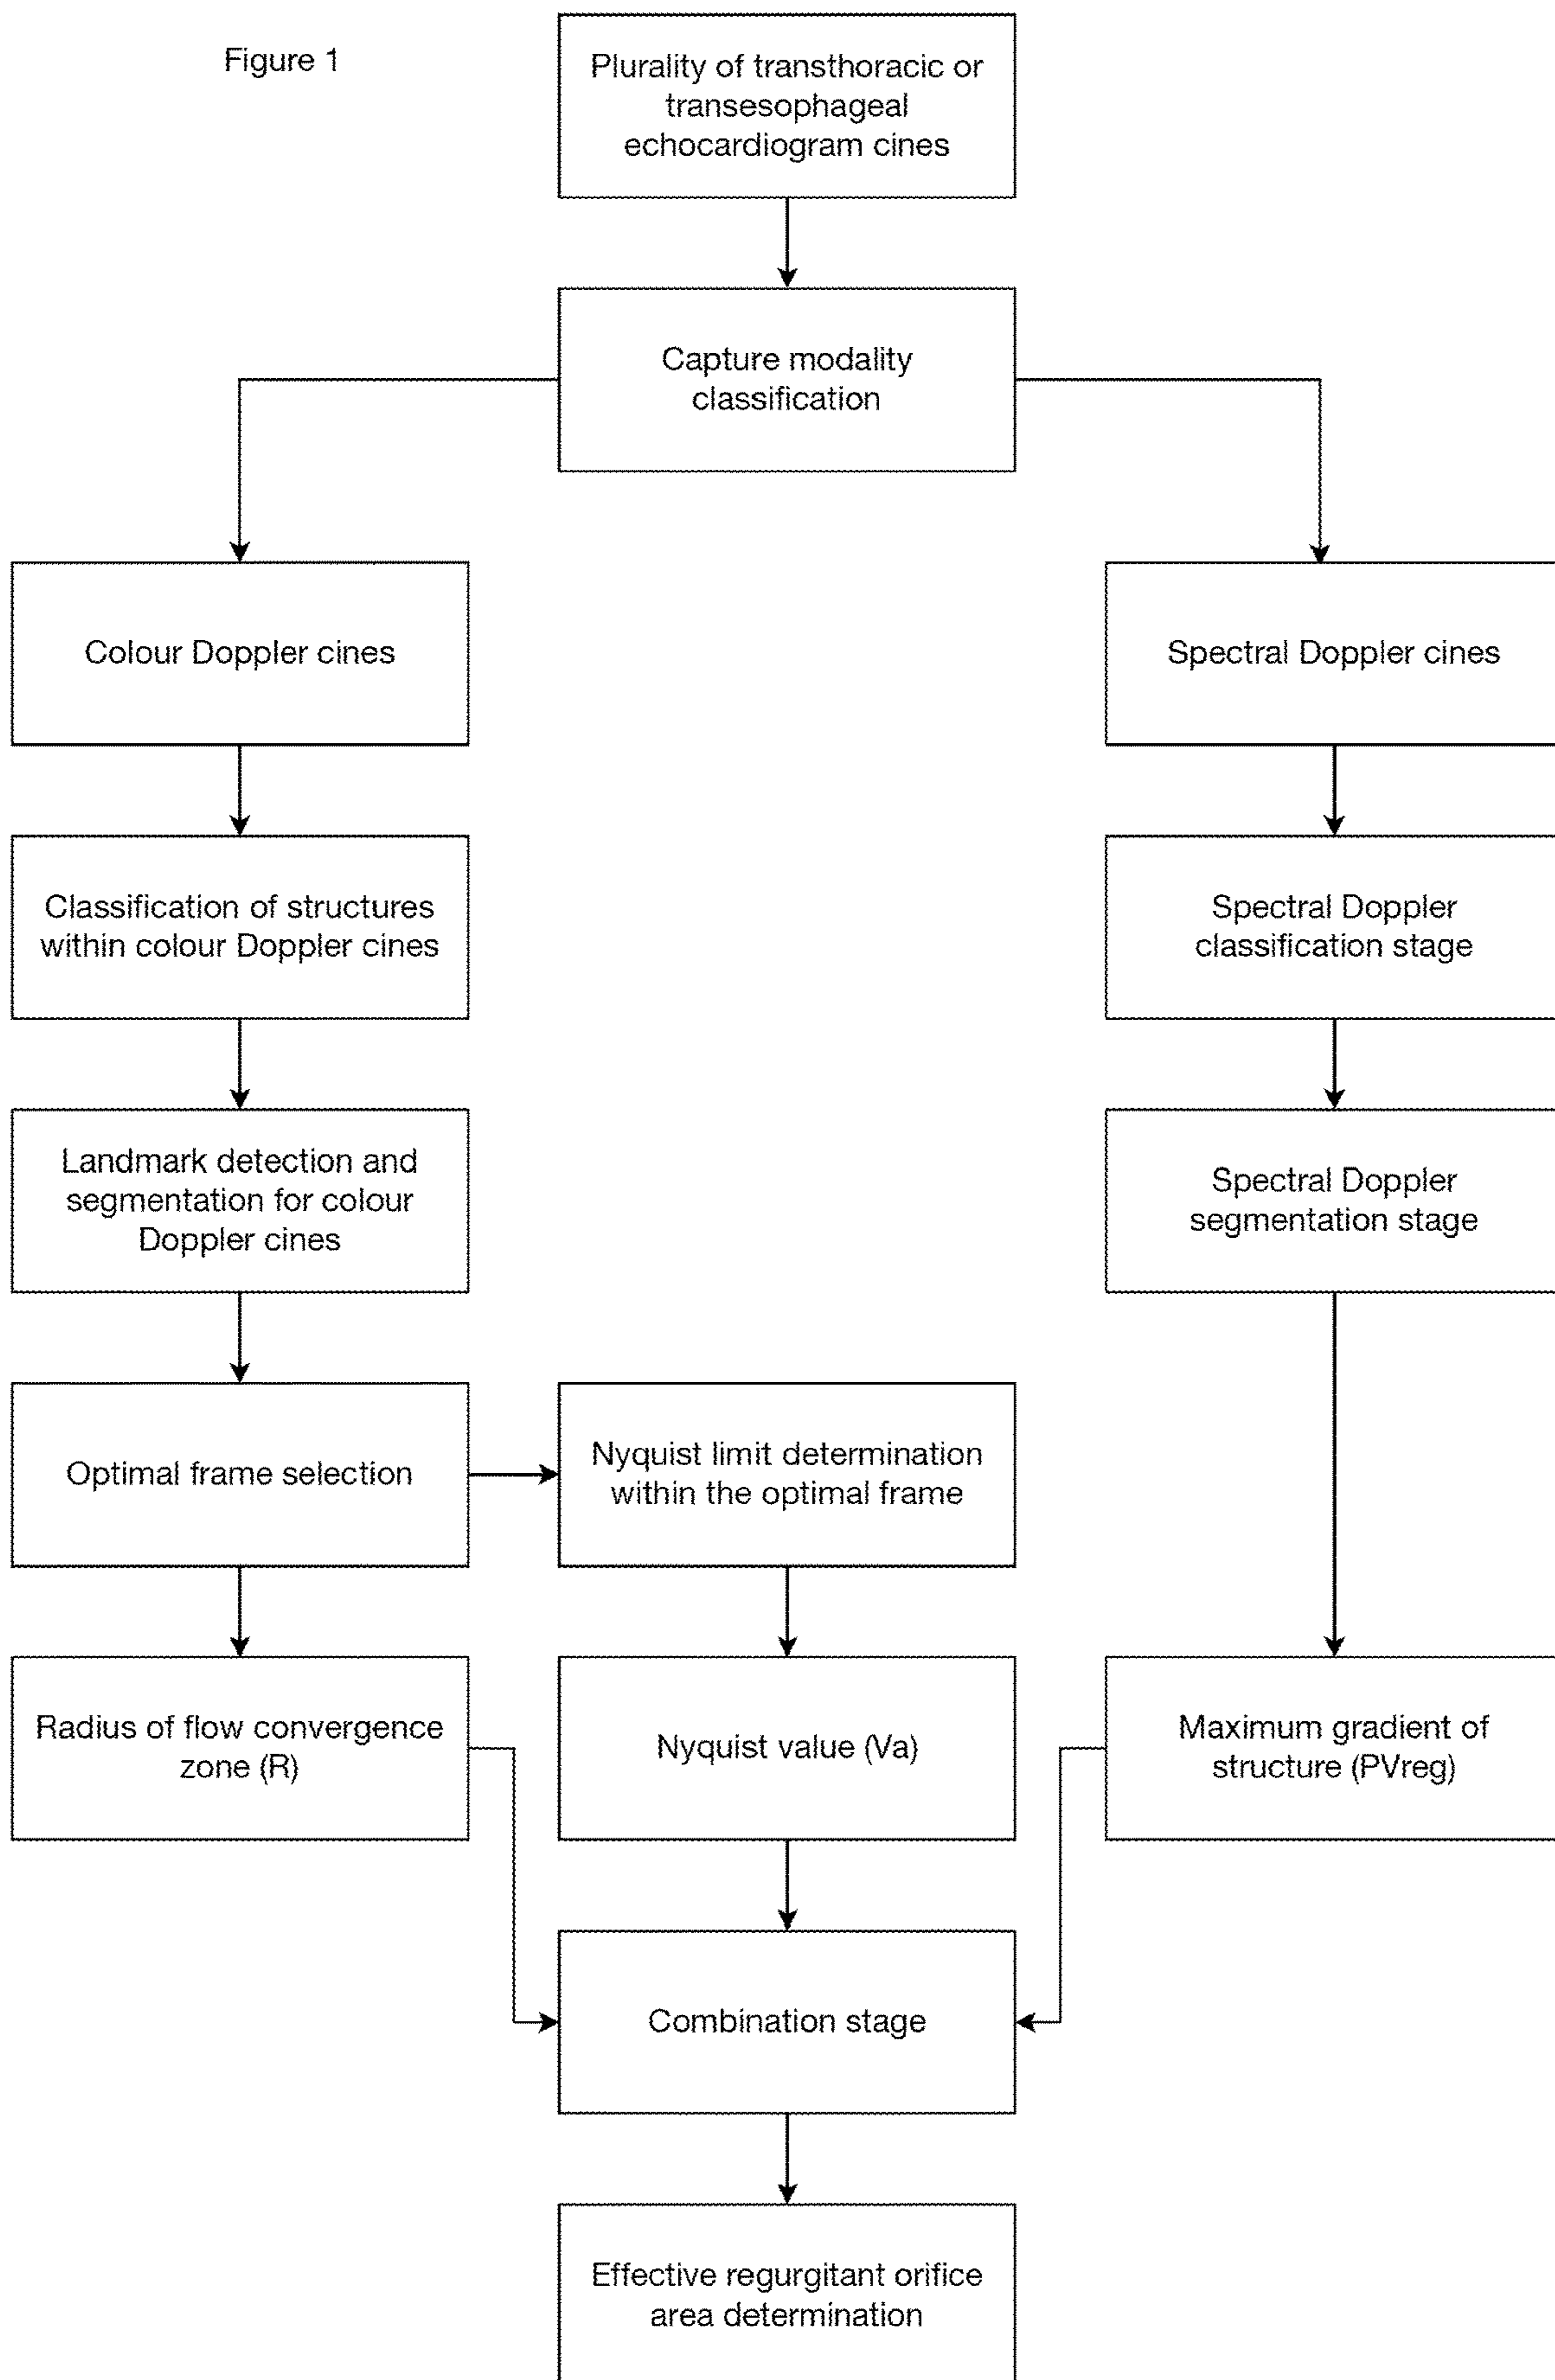 Figure 1
Plurality of transthoracic or
transesophageal
echocardiogram cines
Capture modality
classification
Colour Doppler cines
Spectral Doppler cines
Classification of structures
within colour Doppler cines
Spectral Doppler
classification stage
Landmark detection and
segmentation for colour
Doppler cines
Spectral Doppler
segmentation stage
Optimal frame selection
Nyquist limit determination
within the optimal frame
Radius of flow convergence
zone (R)
Nyquist value (Va)
Maximum gradient of
structure (PVreg)
Combination stage
Effective regurgitant orifice
area determination